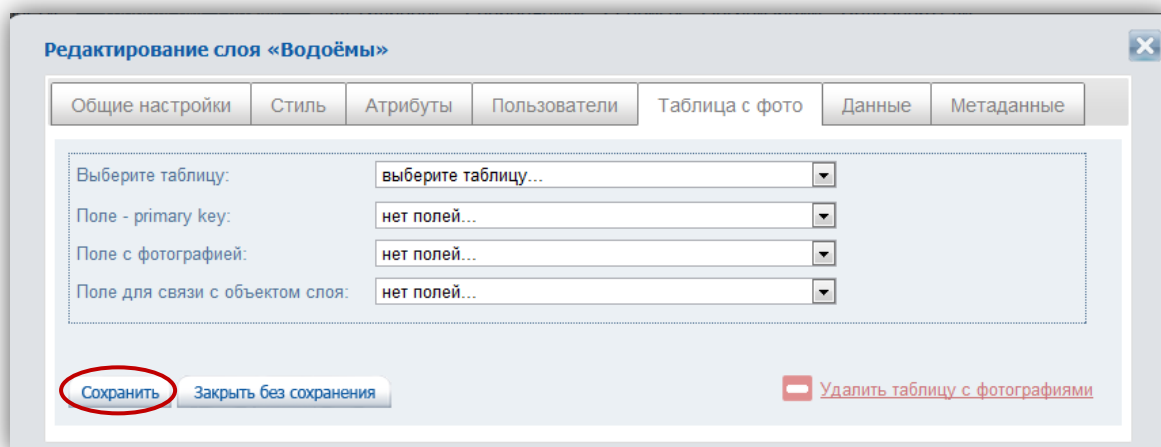 Редактирование слоя «Водоёмы»
Общие настройки Стиль Атрибуты Пользователи Таблица с фото Данные Метаданные
Выберите таблицу: выберите таблицу...
Поле - primary key: нет полей...
Поле с фотографией: нет полей...
Поле для связи с объектом слоя: нет полей...
Сохранить Закрыть без сохранения Удалить таблицу с фотографиями